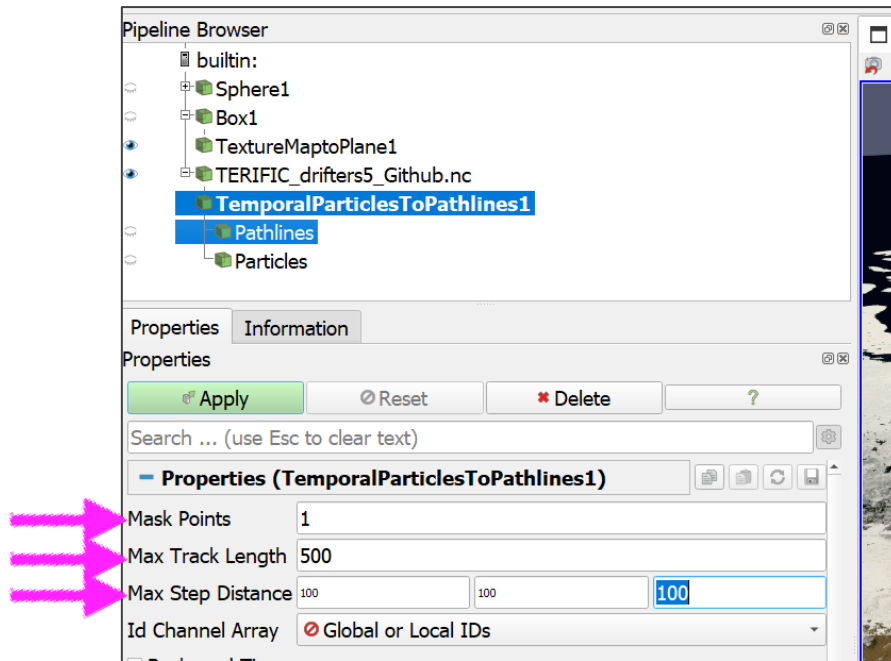 Pipeline Browser
builtin:
Sphere1
Box1
TextureMaptoPlane1
TERIFIC_drifters5_Github.nc
TemporalParticlesToPathlines1
Pathlines
Particles
Properties Information
Properties
Apply Reset Delete ?
Search ... (use Esc to clear text)
Properties (TemporalParticlesToPathlines1)
Mask Points 1
Max Track Length 500
Max Step Distance 100 100 100
Id Channel Array Global or Local IDs